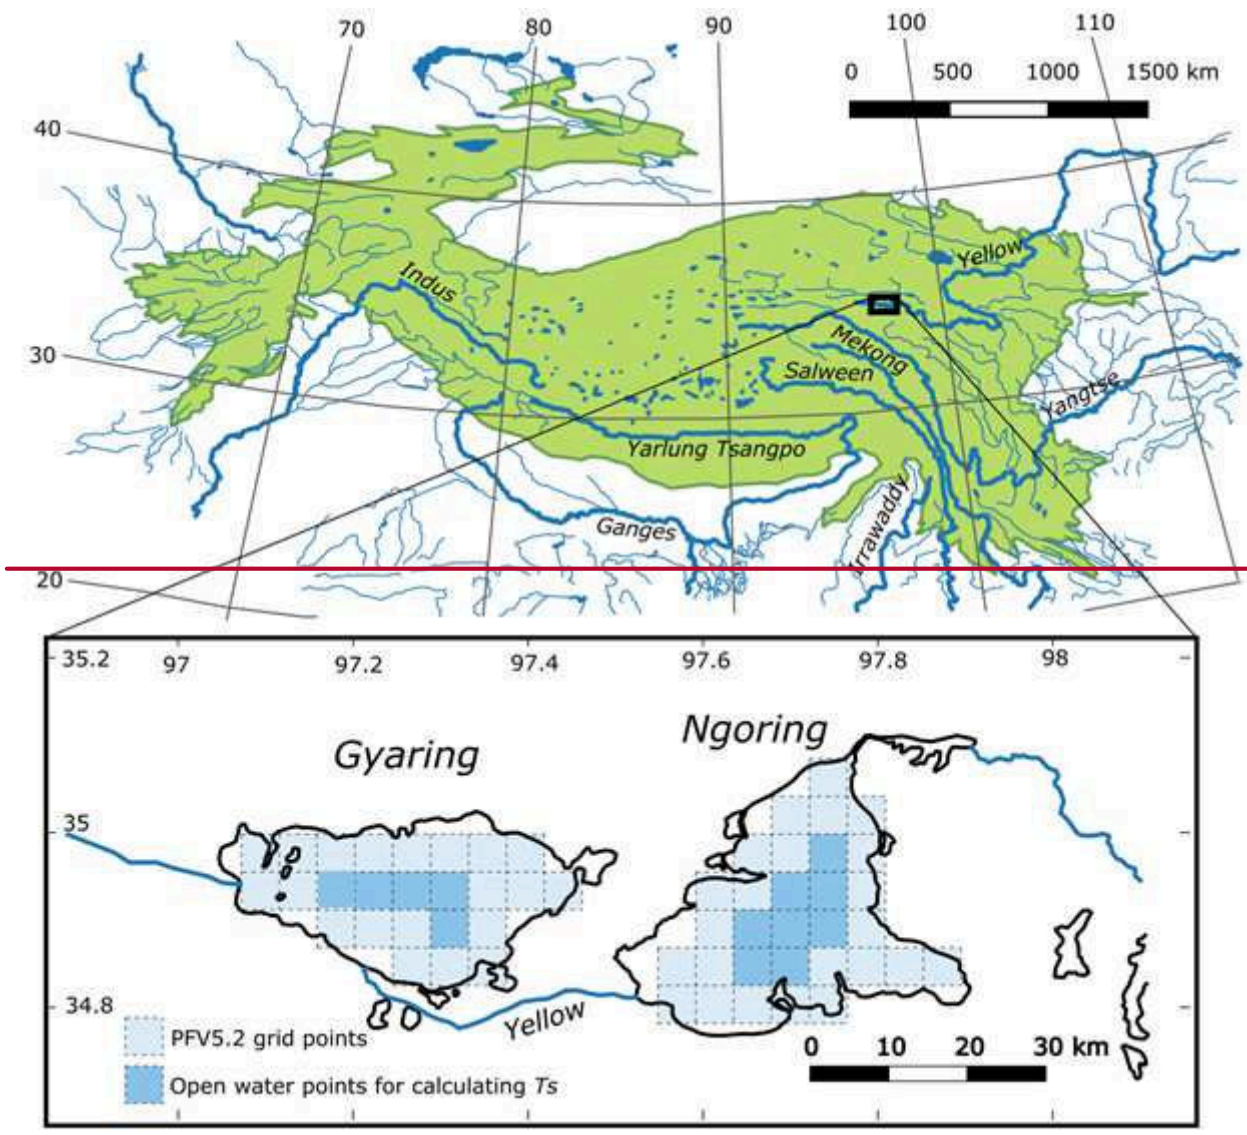 70 80 90 100 110
0 500 1000 1500 km
40
Yellow
Indus
30
Mekong
Salween
Yangtse
Yarlung Tsangpo
Irrawaddy
Ganges
20
35.2 97 97.2 97.4 97.6 97.8 98
Ngoring
Gyaring
35
34.8
Yellow
PFV5.2 grid points
0 10 20 30 km
Open water points for calculating Ts